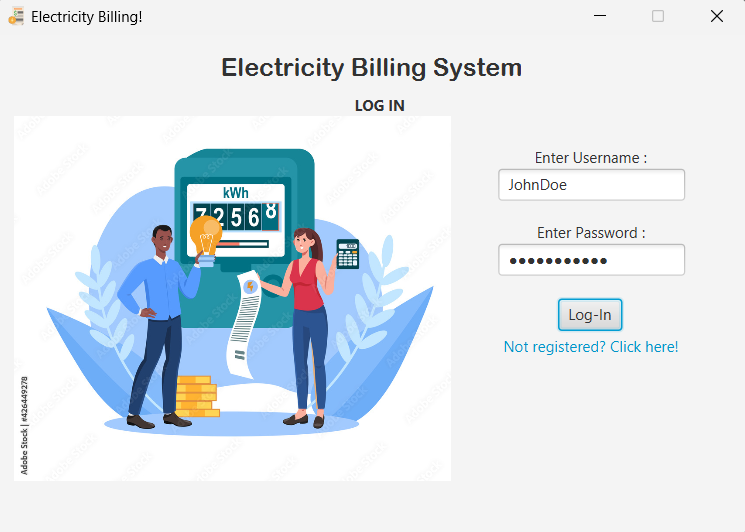 Electricity Billing!
Electricity Billing System
LOG IN
kWh
72568
Adobe Stock | #426449278
Enter Username :
JohnDoe
Enter Password :
•••••••••••
Log-In
Not registered? Click here!